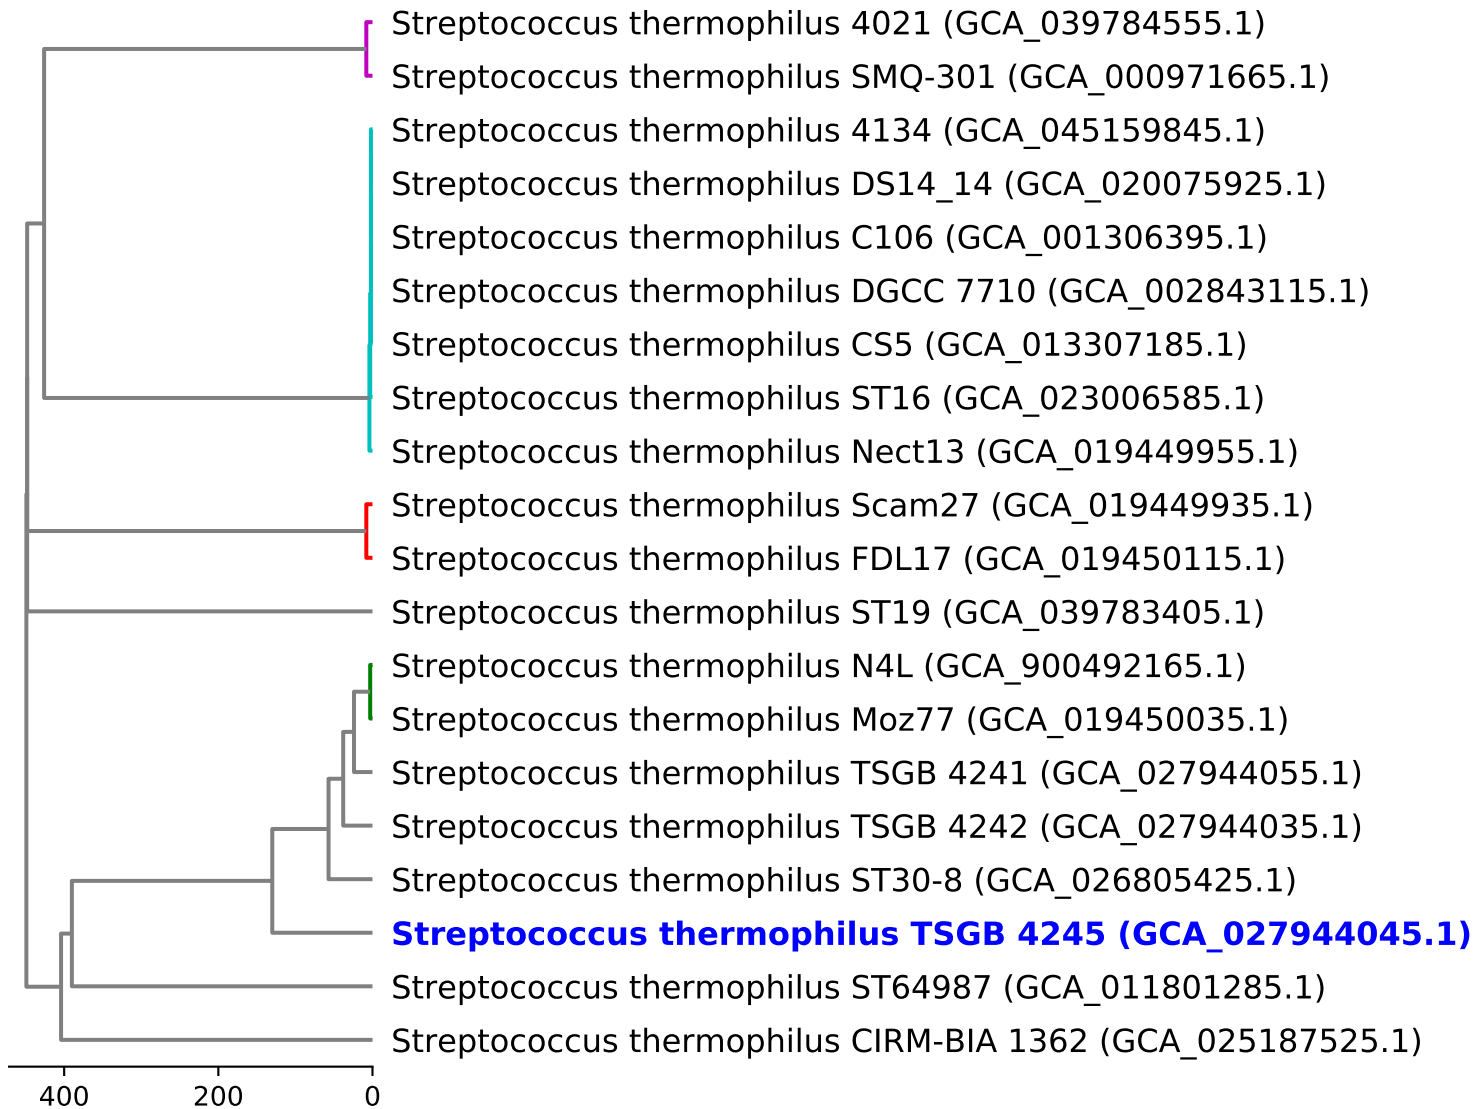 Streptococcus thermophilus 4021 (GCA_039784555.1)
Streptococcus thermophilus SMQ-301 (GCA_000971665.1)
Streptococcus thermophilus 4134 (GCA_045159845.1)
Streptococcus thermophilus DS14_14 (GCA_020075925.1)
Streptococcus thermophilus C106 (GCA_001306395.1)
Streptococcus thermophilus DGCC 7710 (GCA_002843115.1)
Streptococcus thermophilus CS5 (GCA_013307185.1)
Streptococcus thermophilus ST16 (GCA_023006585.1)
Streptococcus thermophilus Nect13 (GCA_019449955.1)
Streptococcus thermophilus Scam27 (GCA_019449935.1)
Streptococcus thermophilus FDL17 (GCA_019450115.1)
Streptococcus thermophilus ST19 (GCA_039783405.1)
Streptococcus thermophilus N4L (GCA_900492165.1)
Streptococcus thermophilus Moz77 (GCA_019450035.1)
Streptococcus thermophilus TSGB 4241 (GCA_027944055.1)
Streptococcus thermophilus TSGB 4242 (GCA_027944035.1)
Streptococcus thermophilus ST30-8 (GCA_026805425.1)
Streptococcus thermophilus TSGB 4245 (GCA_027944045.1)
Streptococcus thermophilus ST64987 (GCA_011801285.1)
Streptococcus thermophilus CIRM-BIA 1362 (GCA_025187525.1)
400 200 0